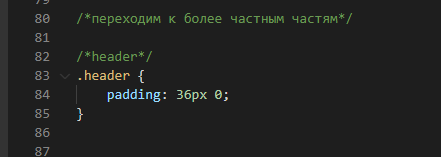 80 /*переходим к более частным частям*/
81
82 /*header*/
83 .header {
84 padding: 36px 0;
85 }
86
87